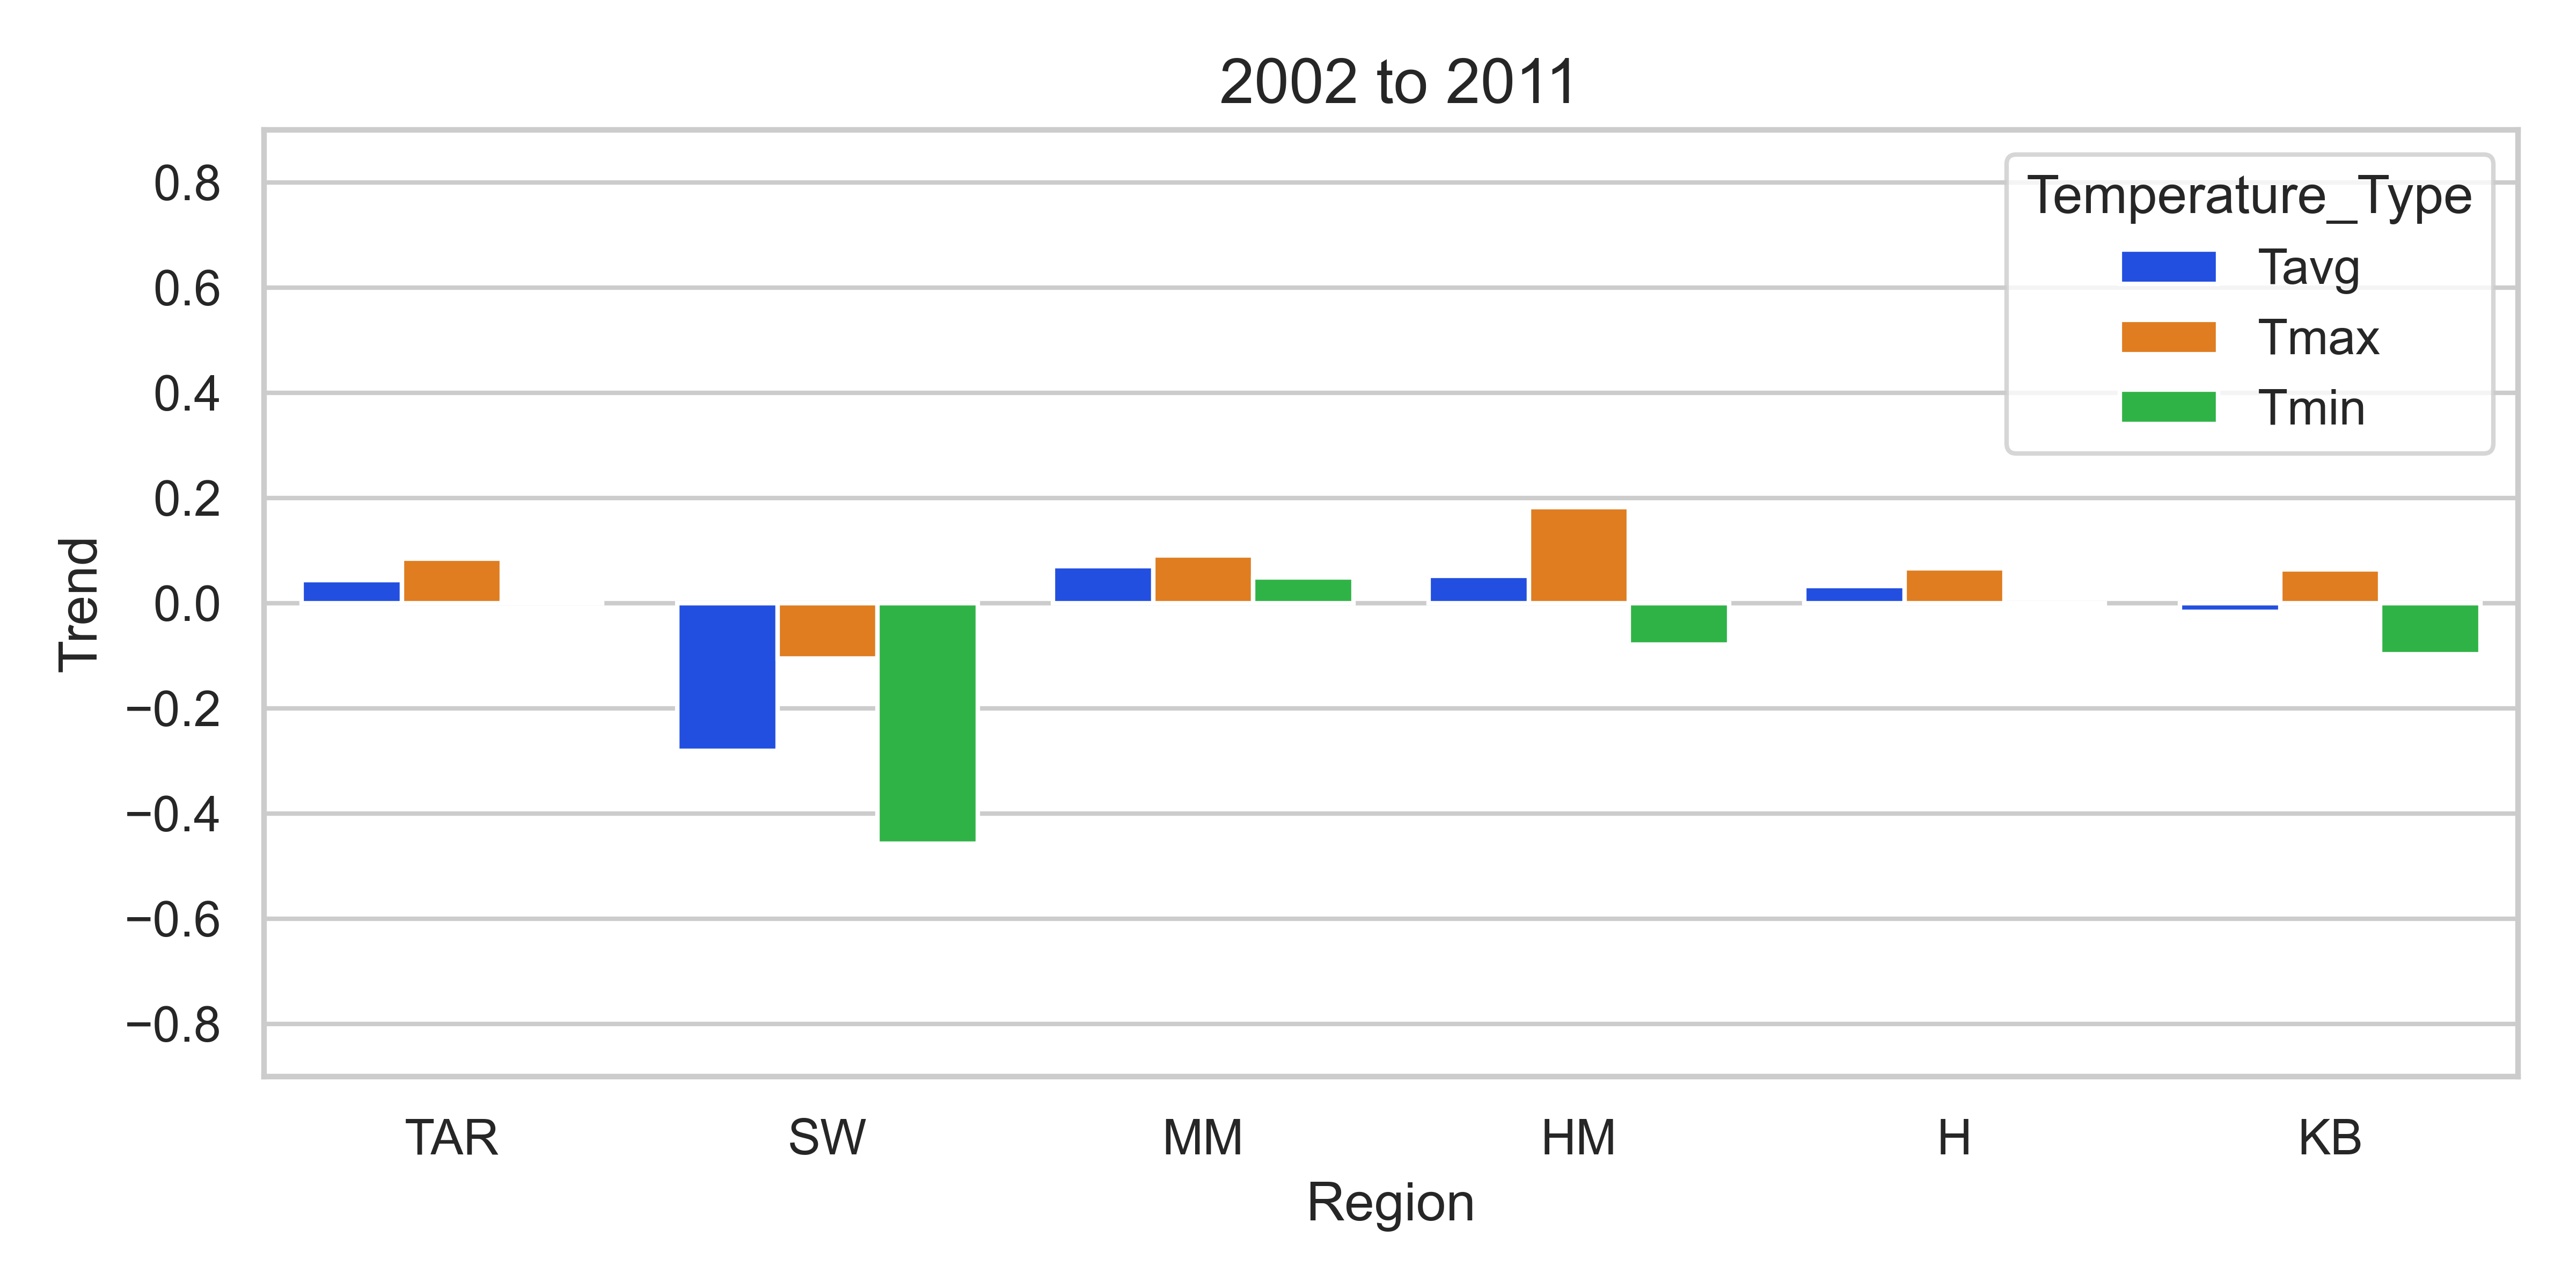 2002 to 2011
Temperature_Type
Tavg
Tmax
Tmin
0.8
0.6
0.4
0.2
0.0
−0.2
−0.4
−0.6
−0.8
Trend
TAR SW MM HM H KB
Region